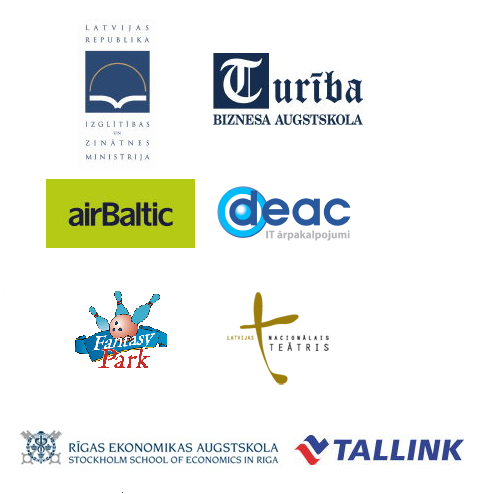 LATVIJAS
REPUBLIKA
IZGLĪTĪBAS
UN
ZINĀTNES
MINISTRIJA
Turība
BIZNESA AUGSTSKOLA
airBaltic
deac
IT ārpakalpojumi
Fantasy
Park
LATVIJAS NACIONĀLAIS
TEĀTRIS
RĪGAS EKONOMIKAS AUGSTSKOLA
STOCKHOLM SCHOOL OF ECONOMICS IN RIGA
TALLINK